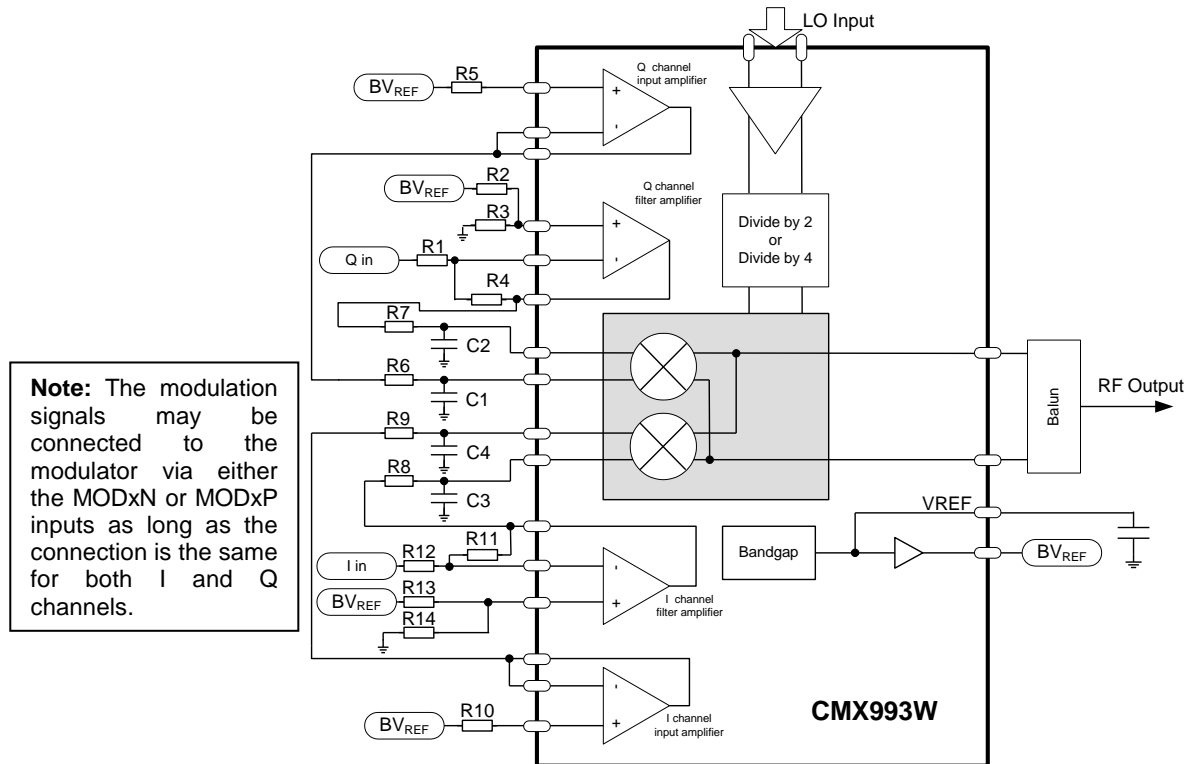 LO Input
Q channel
input amplifier
R5
BVREF
+
-
R2
BVREF
Q channel
filter amplifier
R3
+
Divide by 2
or
Divide by 4
R1
Q in
-
R4
R7
C2
R6
C1
R9
C4
R8
C3
Note: The modulation
signals may be
connected to the
modulator via either
the MODxN or MODxP
inputs as long as the
connection is the same
for both I and Q
channels.
Balun
RF Output
VREF
R11
Bandgap
BVREF
I in
R12
-
R13
BVREF
+
I channel
filter amplifier
R14
-
R10
BVREF
+
I channel
input amplifier
CMX993W